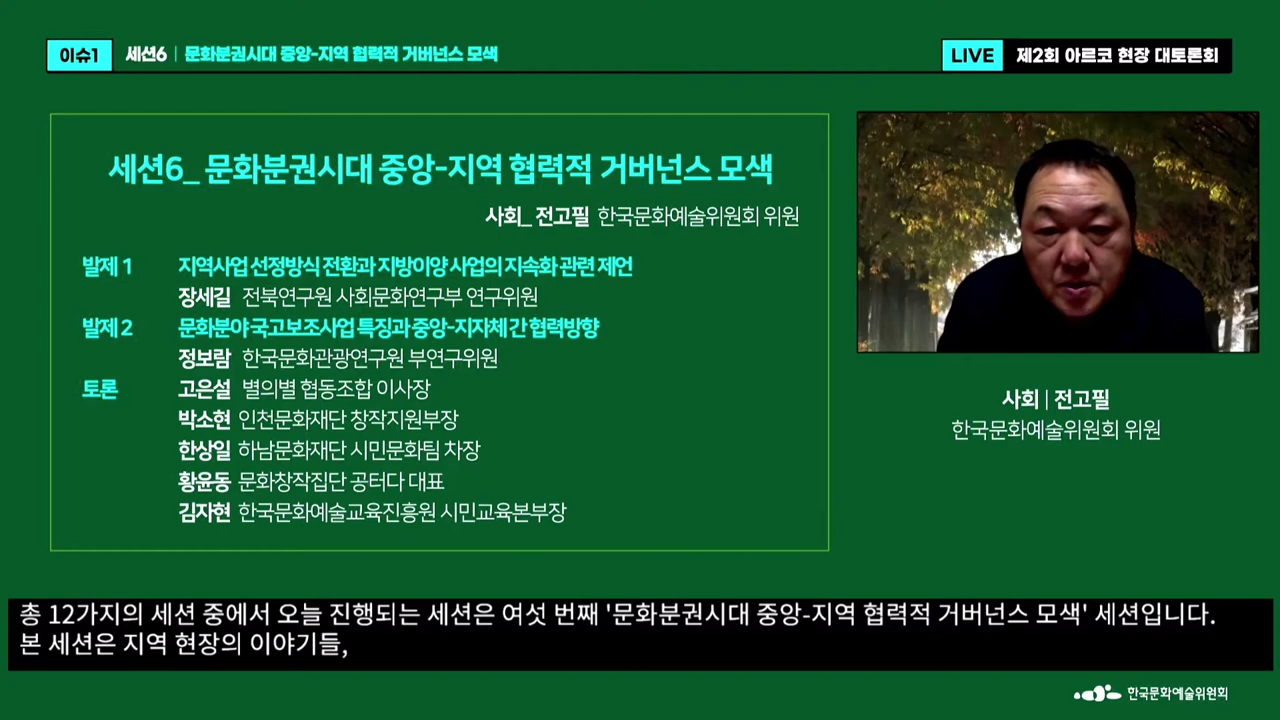 이슈1 세션6 | 문화분권시대 중앙-지역 협력적 거버넌스 모색
LIVE 제2회 아르코 현장 대토론회
세션6_ 문화분권시대 중앙-지역 협력적 거버넌스 모색
사회_ 전고필 한국문화예술위원회 위원
발제 1 지역사업 선정방식 전환과 지방이양 사업의 지속화 관련 제언
장세길 전북연구원 사회문화연구부 연구위원
발제 2 문화분야 국고보조사업 특징과 중앙-지자체 간 협력방향
정보람 한국문화관광연구원 부연구위원
토론 고은설 별의별 협동조합 이사장
박소현 인천문화재단 창작지원부장
한상일 하남문화재단 시민문화팀 차장
황윤동 문화창작집단 공터다 대표
김자현 한국문화예술교육진흥원 시민교육본부장
사회 | 전고필
한국문화예술위원회 위원
총 12가지의 세션 중에서 오늘 진행되는 세션은 여섯 번째 '문화분권시대 중앙-지역 협력적 거버넌스 모색' 세션입니다.
본 세션은 지역 현장의 이야기들,
한국문화예술위원회